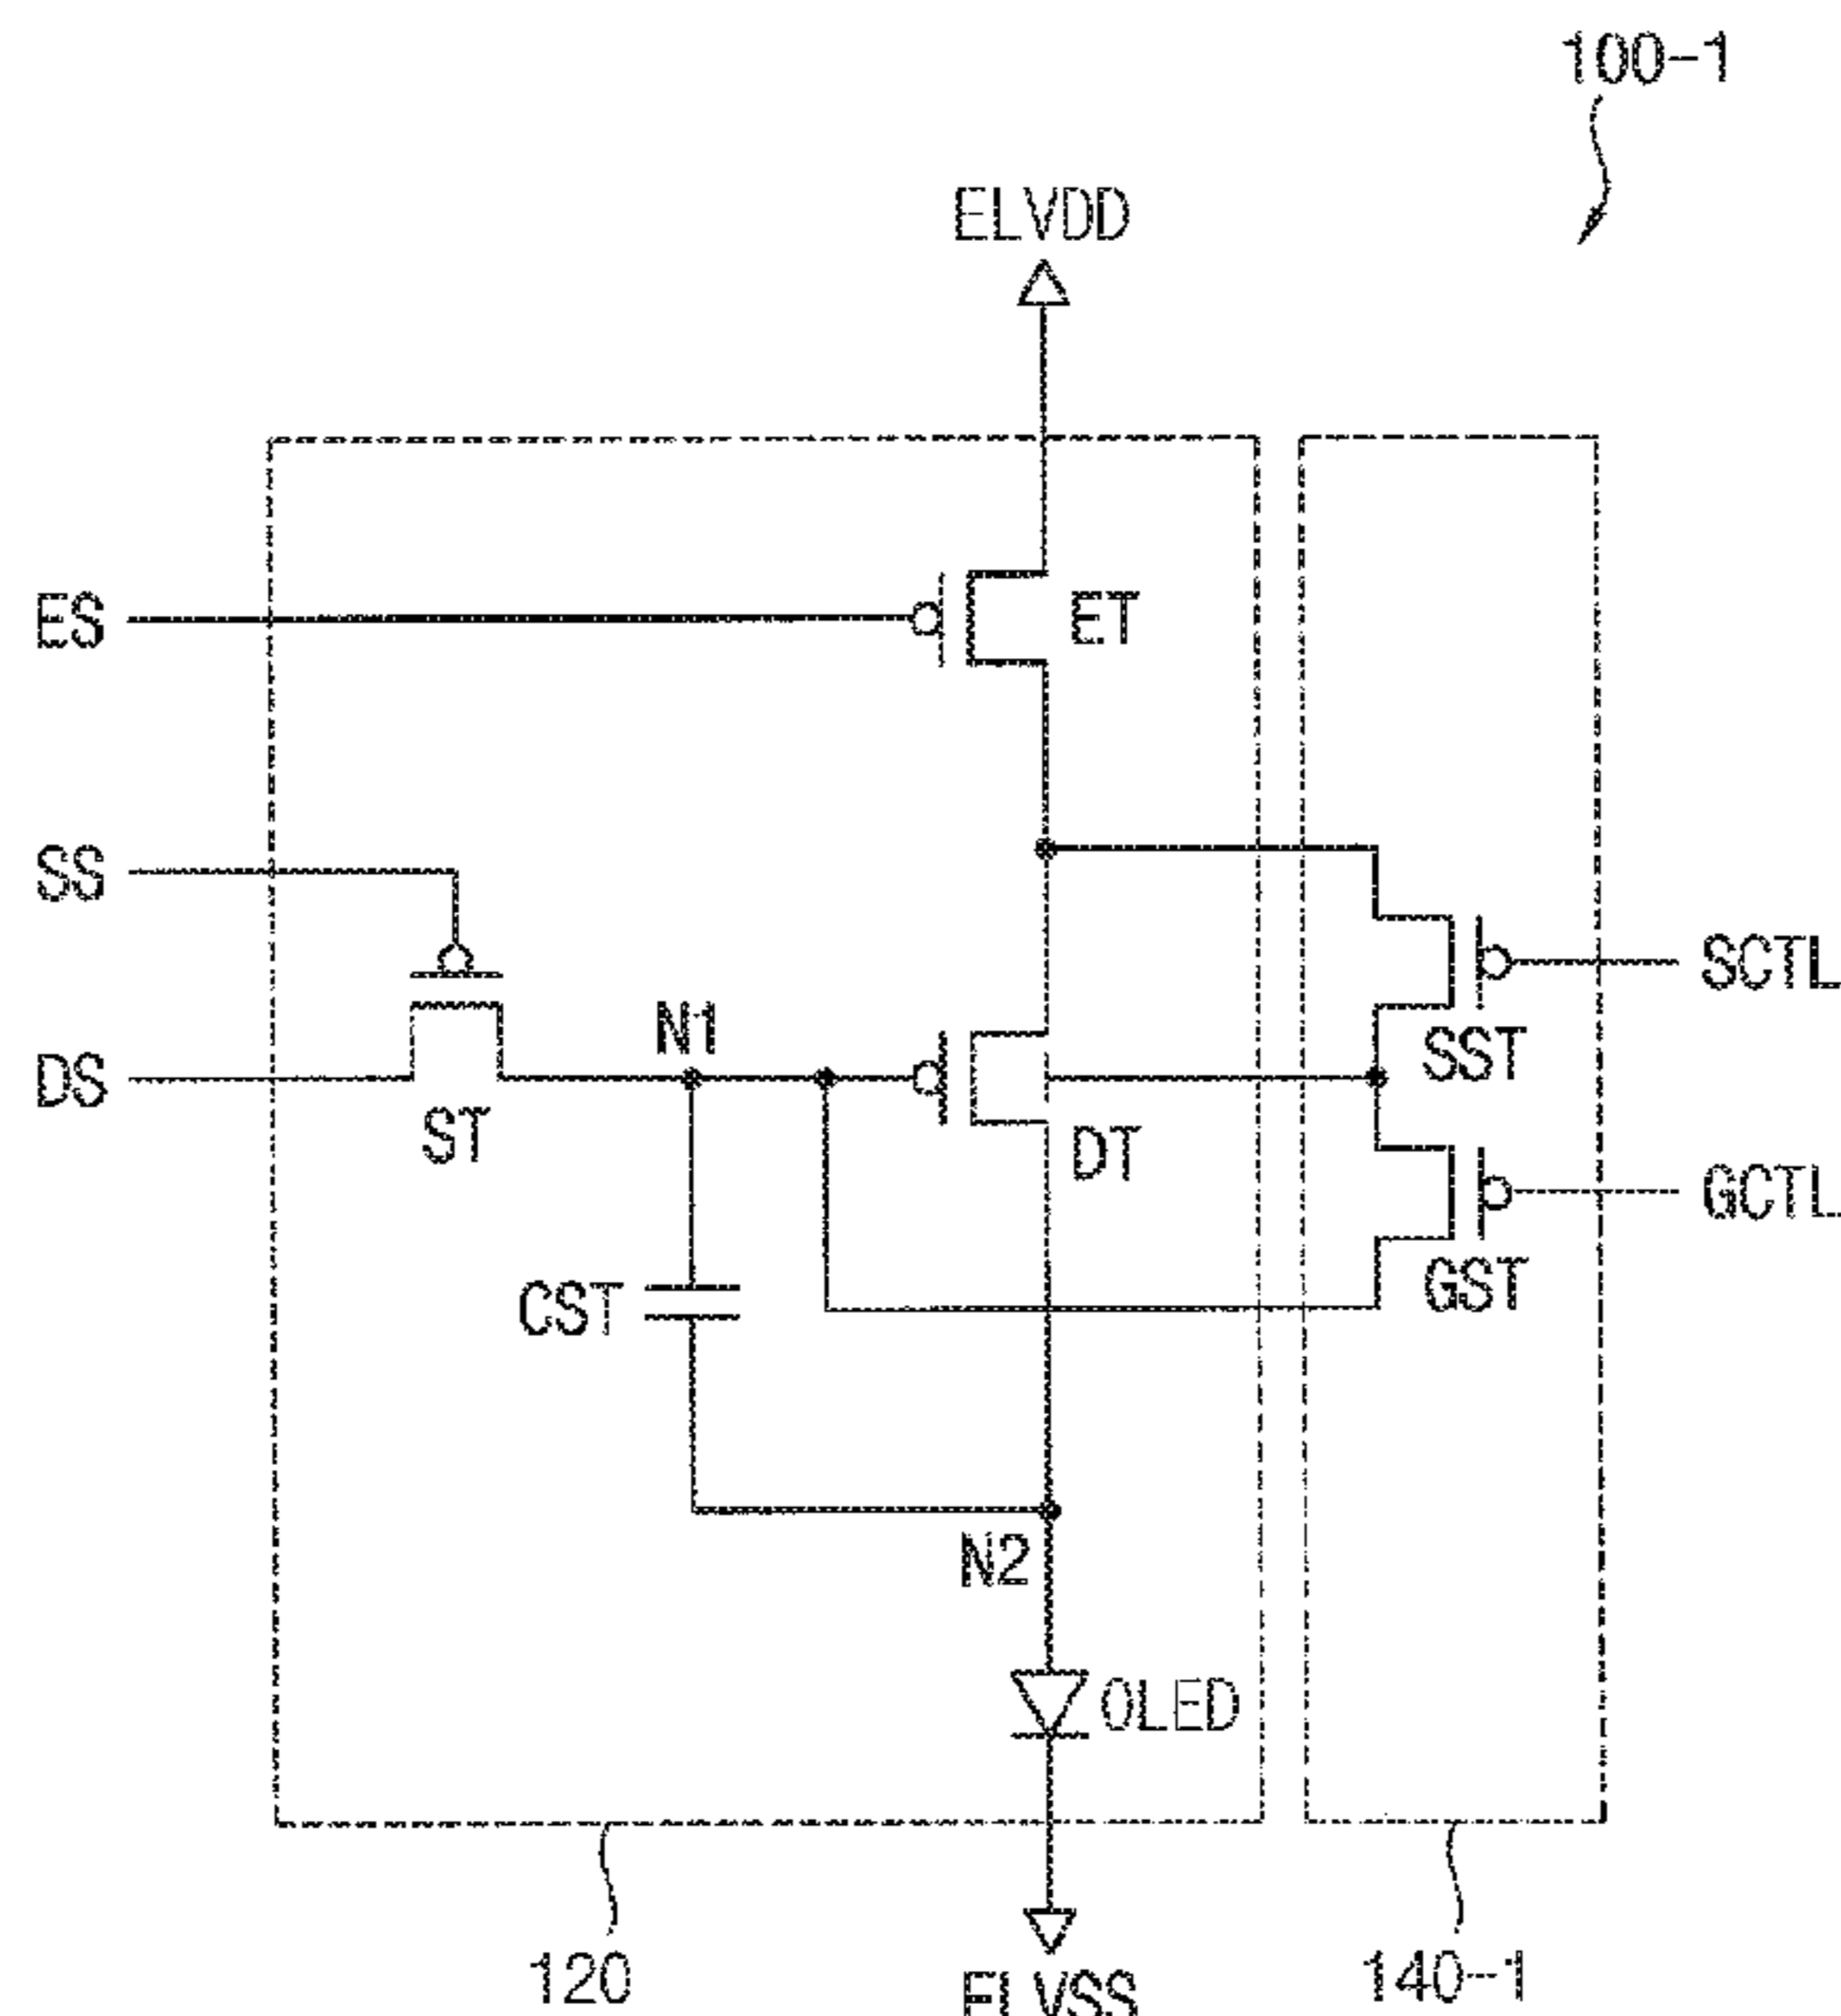 100-1
ELVDD
ES
ET
SS
SCTL
N1
SST
DS
ST
DT
GCTL
CST
GST
N2
OLED
120
ELVSS
140-1